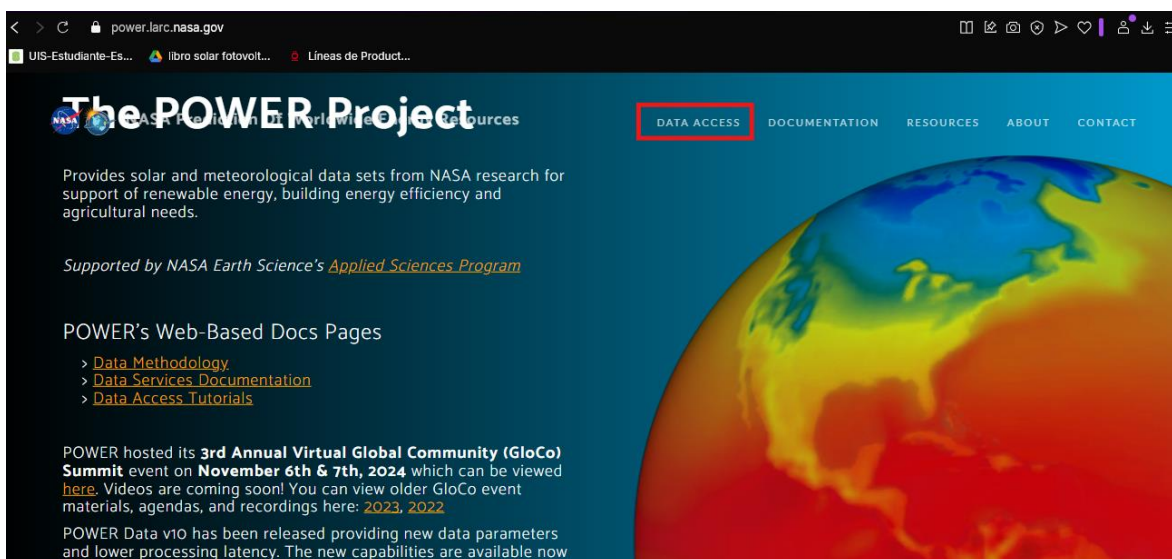 power.larc.nasa.gov
UIS-Estudiante-Es... libro solar fotovolt... Líneas de Product...
The POWER Project
NASA Prediction Of Worldwide Energy Resources
DATA ACCESS DOCUMENTATION RESOURCES ABOUT CONTACT
Provides solar and meteorological data sets from NASA research for
support of renewable energy, building energy efficiency and
agricultural needs.
Supported by NASA Earth Science's Applied Sciences Program
POWER's Web-Based Docs Pages
> Data Methodology
> Data Services Documentation
> Data Access Tutorials
POWER hosted its 3rd Annual Virtual Global Community (GloCo)
Summit event on November 6th & 7th, 2024 which can be viewed
here. Videos are coming soon! You can view older GloCo event
materials, agendas, and recordings here: 2023, 2022
POWER Data v10 has been released providing new data parameters
and lower processing latency. The new capabilities are available now